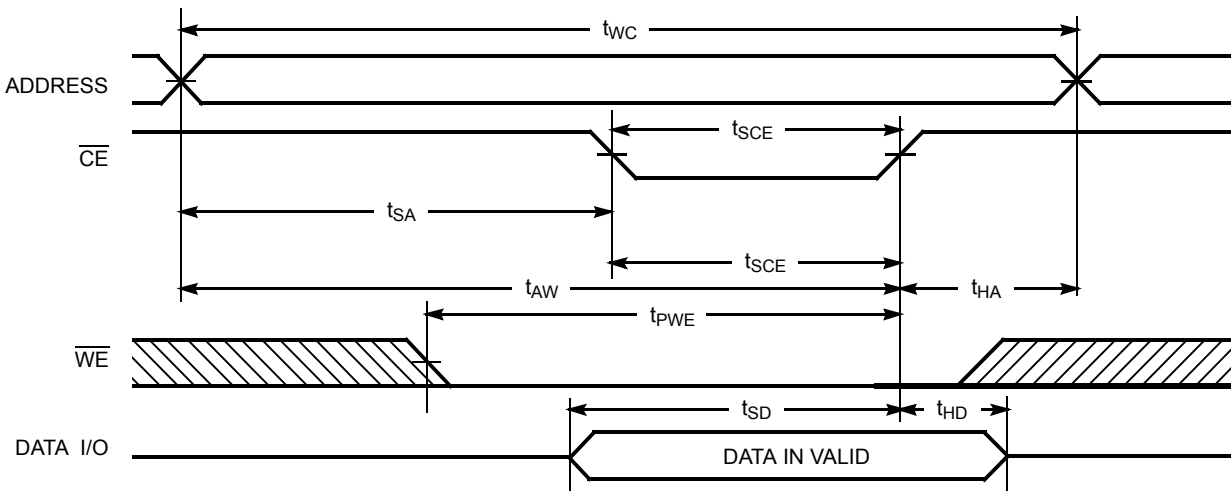 tWC
ADDRESS
tSCE
CE
tSA
tSCE
tAW
tHA
tPWE
WE
tSD
tHD
DATA I/O
DATA IN VALID